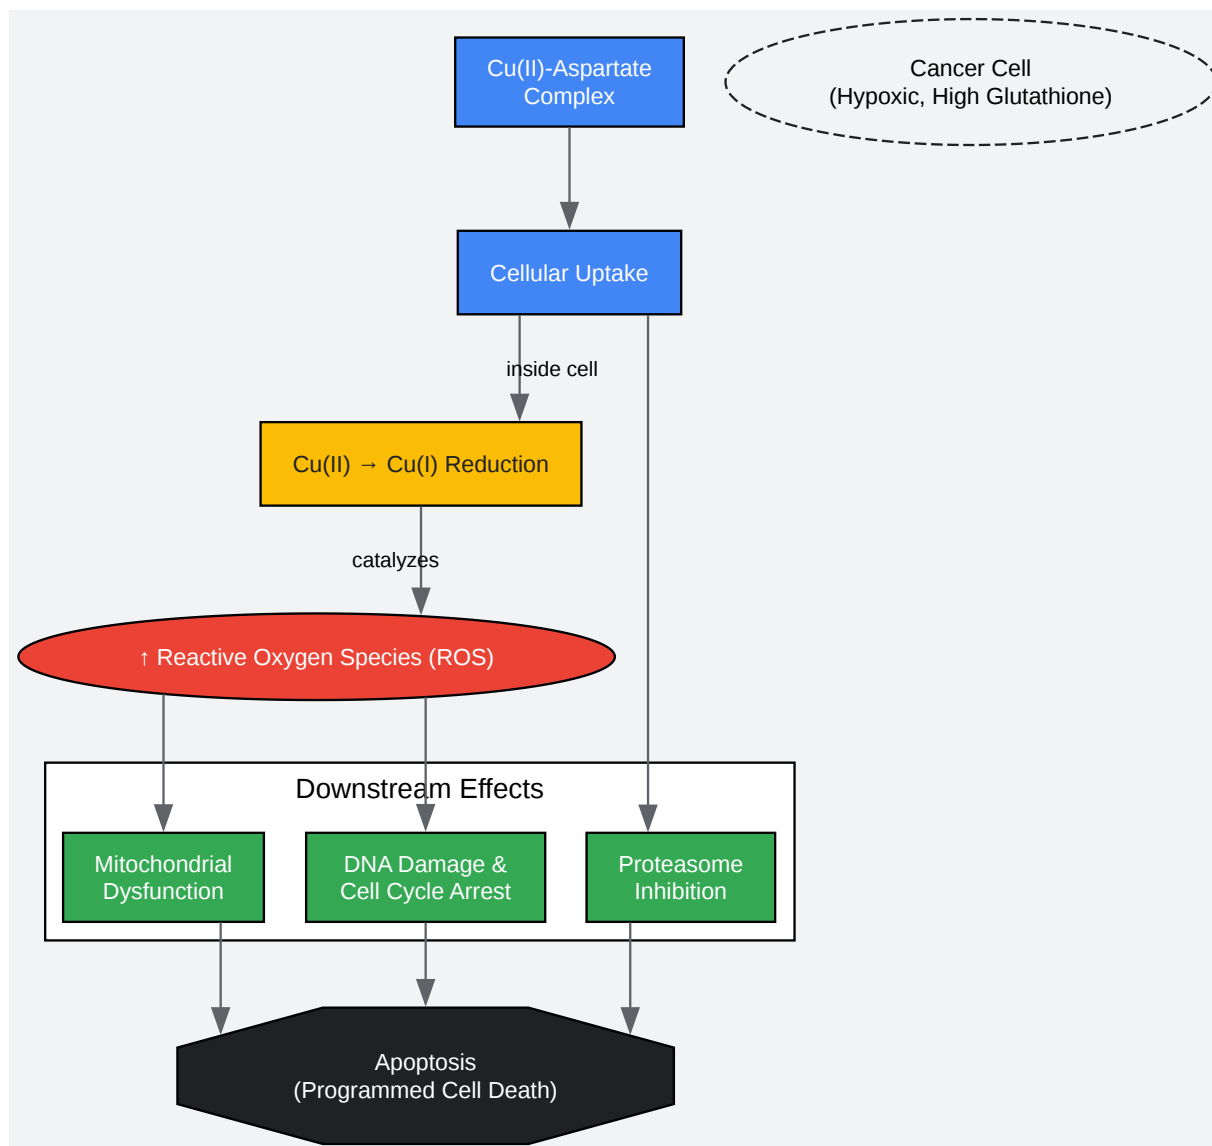 Cu(II)-Aspartate
Complex
Cancer Cell
(Hypoxic, High Glutathione)
Cellular Uptake
inside cell
Cu(II) → Cu(I) Reduction
catalyzes
↑ Reactive Oxygen Species (ROS)
Downstream Effects
Mitochondrial
Dysfunction
DNA Damage &
Cell Cycle Arrest
Proteasome
Inhibition
Apoptosis
(Programmed Cell Death)